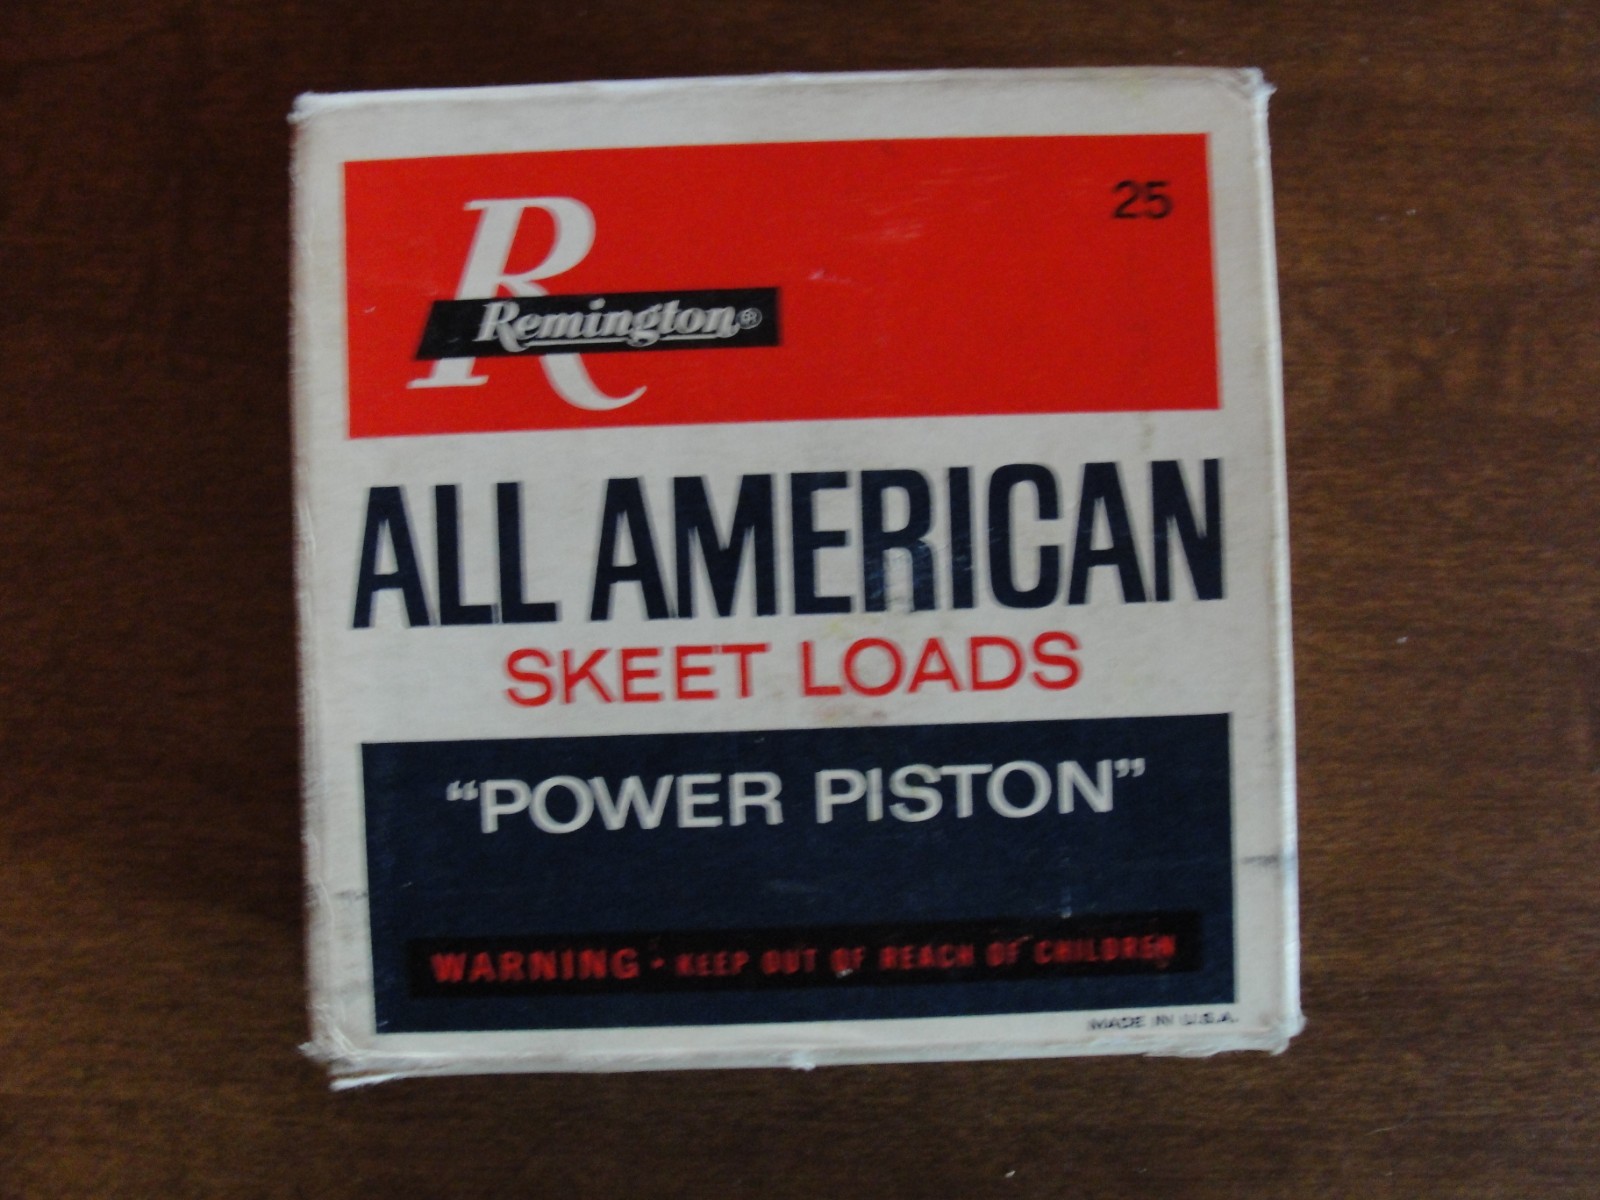 25
R
Remington®
ALL AMERICAN
SKEET LOADS
“POWER PISTON”
WARNING - KEEP OUT OF REACH OF CHILDREN
MADE IN U.S.A.